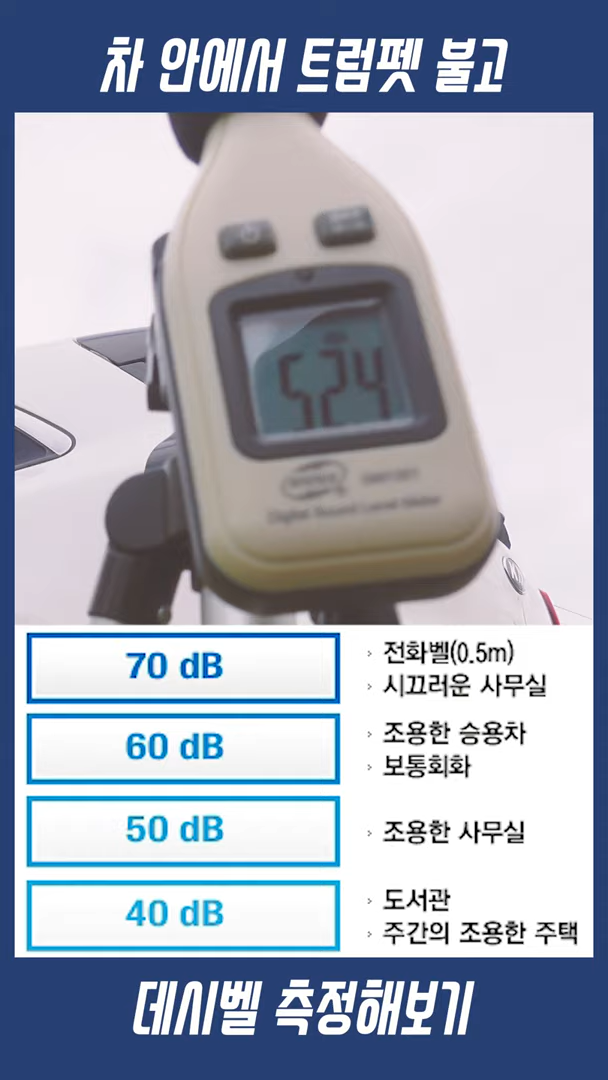 차 안에서 트럼펫 불고
52.4
Digital Sound Level Meter
70 dB
› 전화벨(0.5m)
› 시끄러운 사무실
60 dB
› 조용한 승용차
› 보통회화
50 dB
› 조용한 사무실
40 dB
› 도서관
› 주간의 조용한 주택
데시벨 측정해보기